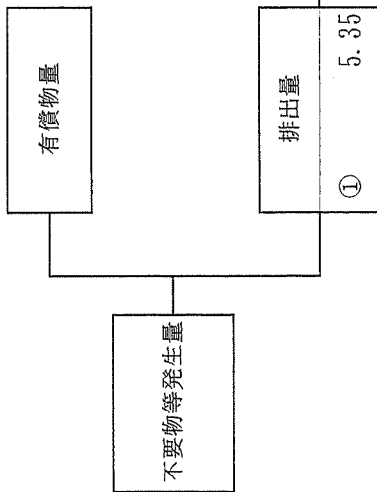 有償物量
不要物等発生量
排出量
① 5.35